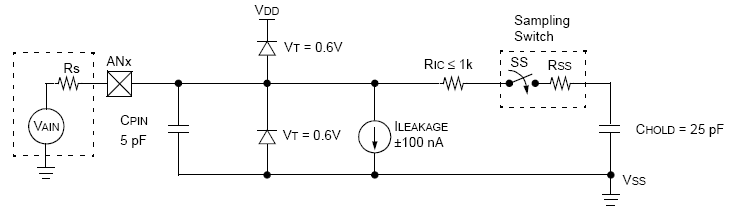 VDD
Sampling
Switch
VT = 0.6V
Rs
ANx
RIC ≤ 1k
SS
RSS
VAIN
CPIN
5 pF
VT = 0.6V
ILEAKAGE
±100 nA
CHOLD = 25 pF
VSS